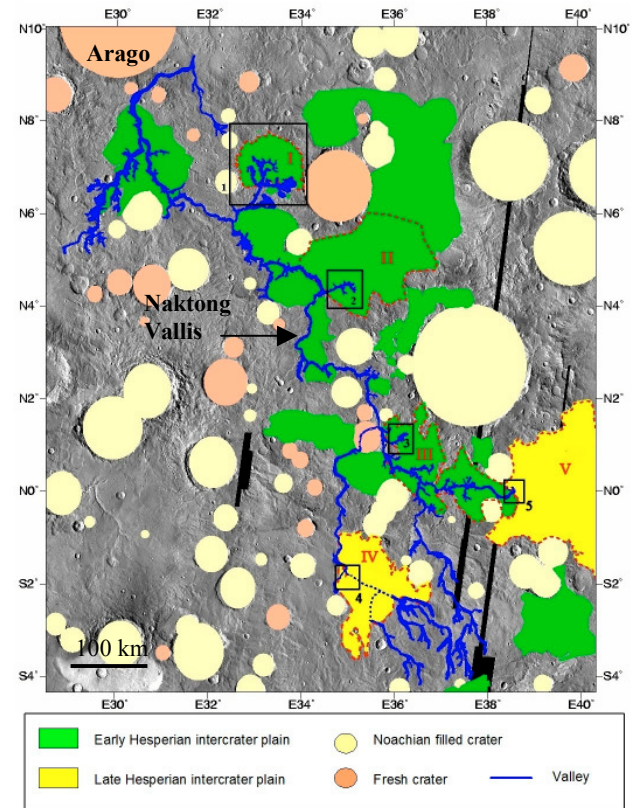 E30° E32° E34° E36° E38° E40°
N10° N10°
Arago
N8° N8°
I
1
N6° N6°
II
2
N4° N4°
Naktong
Vallis
N2° N2°
3
III
V
N0° N0°
5
IV
S2° S2°
4
100 km
S4° S4°
E30° E32° E34° E36° E38° E40°
Early Hesperian intercrater plain Noachian filled crater
Late Hesperian intercrater plain Fresh crater Valley